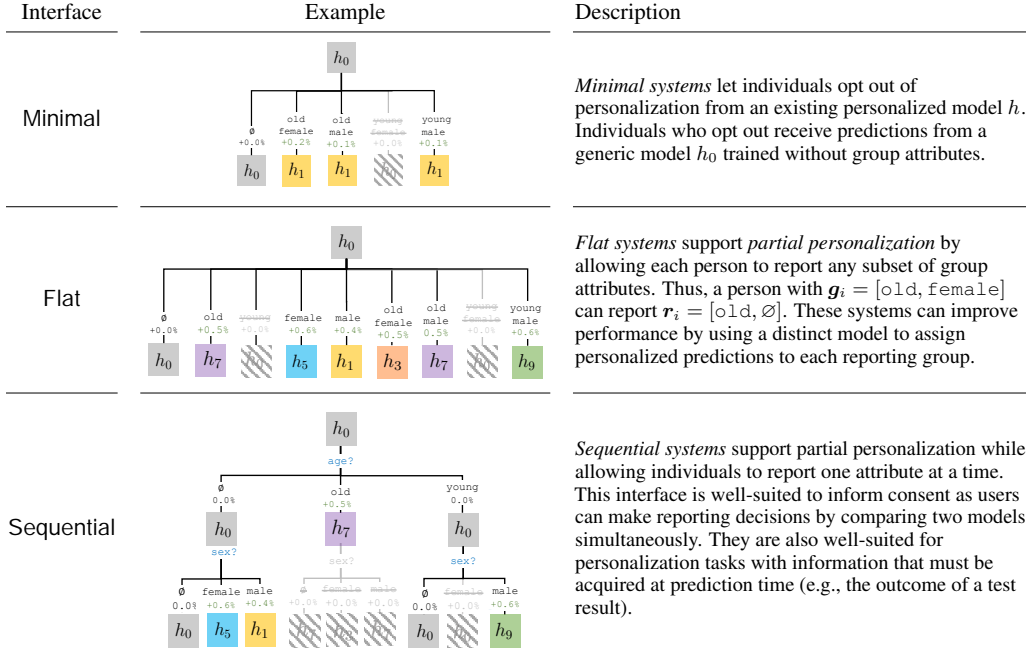 Interface Example Description
h0
Minimal
ø old old young young
female male female male
+0.0% +0.2% +0.1% +0.0% +0.1%
h0 h1 h1 h0 h1
Minimal systems let individuals opt out of
personalization from an existing personalized model h.
Individuals who opt out receive predictions from a
generic model h0 trained without group attributes.
h0
Flat
ø old young female male old old young young
female male female male
+0.0% +0.5% +0.0% +0.6% +0.4% +0.5% 0.5% +0.0% +0.6%
h0 h7 h0 h5 h1 h3 h7 h0 h9
Flat systems support partial personalization by
allowing each person to report any subset of group
attributes. Thus, a person with gi = [old, female]
can report ri = [old, ∅]. These systems can improve
performance by using a distinct model to assign
personalized predictions to each reporting group.
h0
age?
Sequential
ø old young
0.0% +0.5% 0.0%
h0 h7 h0
sex? sex? sex?
ø female male ø female male ø female male
0.0% +0.6% +0.4% +0.0% +0.0% +0.0% 0.0% +0.0% +0.6%
h0 h5 h1 h7 h7 h0 h0 h9
Sequential systems support partial personalization while
allowing individuals to report one attribute at a time.
This interface is well-suited to inform consent as users
can make reporting decisions by comparing two models
simultaneously. They are also well-suited for
personalization tasks with information that must be
acquired at prediction time (e.g., the outcome of a test
result).